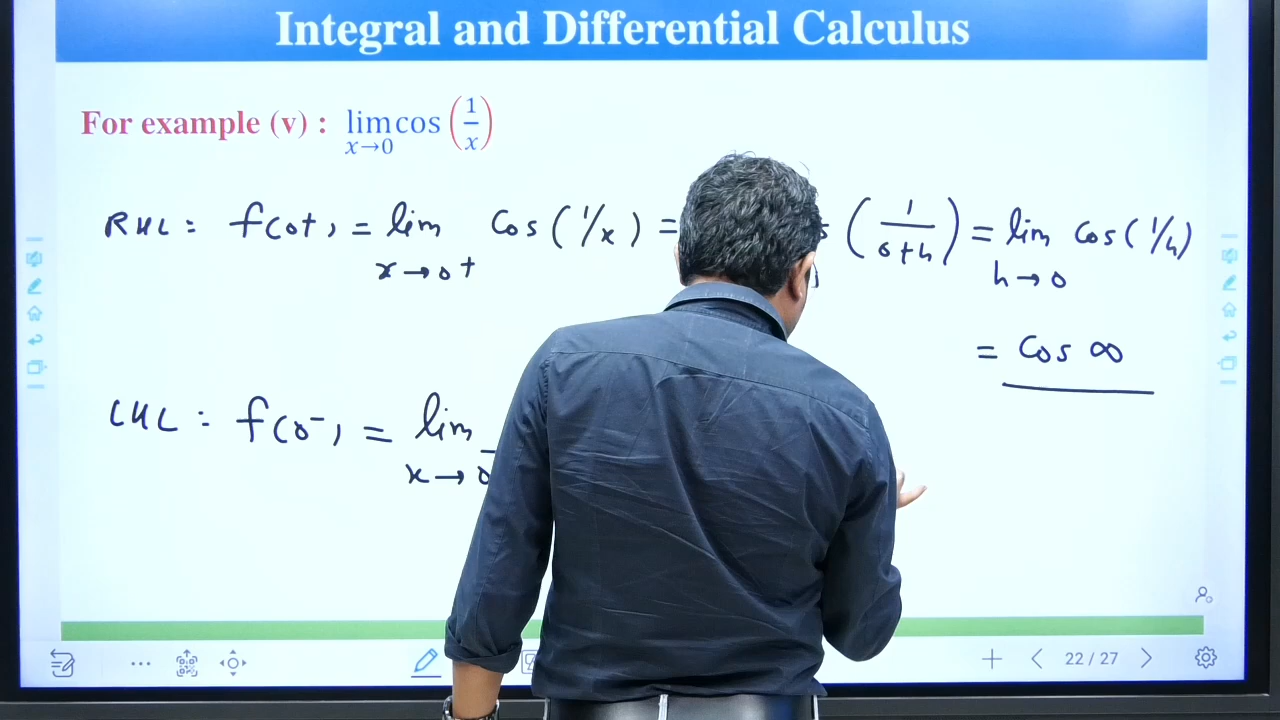 Integral and Differential Calculus
For example (v) : lim x→0 cos (1/x)
RHL : f(0+) = lim x→0+ Cos (1/x) = (1/0+h) = lim h→0 Cos (1/h)
= Cos ∞
LHL : f(0-) = lim x→0
22 / 27